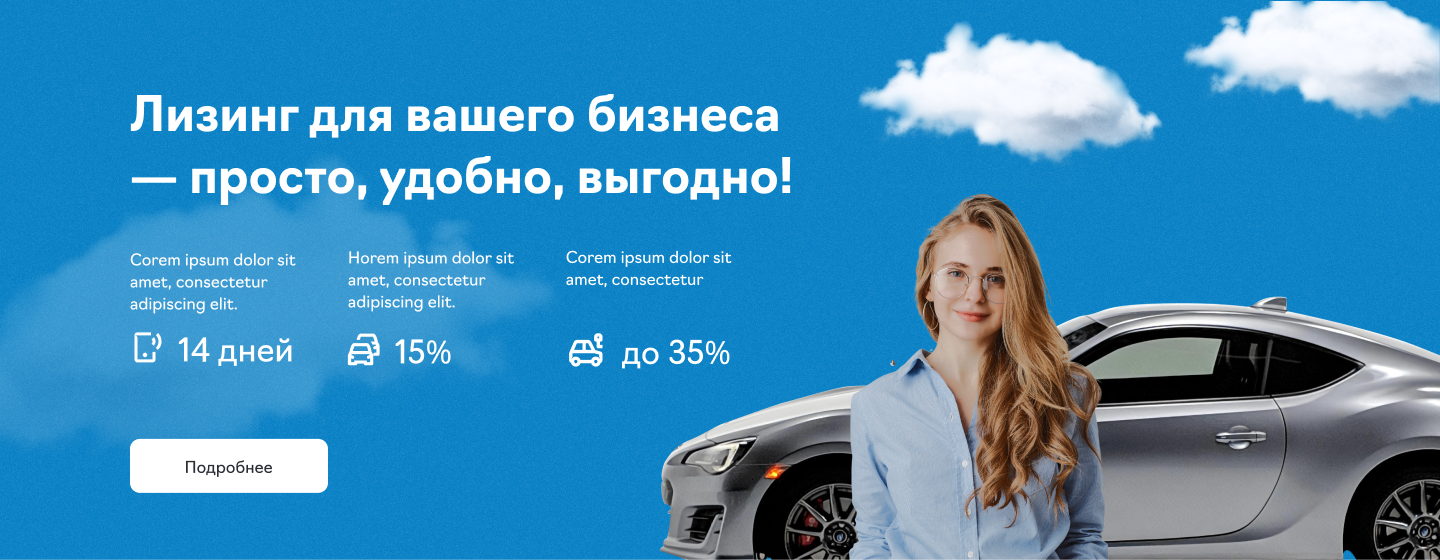 Лизинг для вашего бизнеса
— просто, удобно, выгодно!
Corem ipsum dolor sit
amet, consectetur
adipiscing elit.
14 дней
Horem ipsum dolor sit
amet, consectetur
adipiscing elit.
15%
Corem ipsum dolor sit
amet, consectetur
до 35%
Подробнее